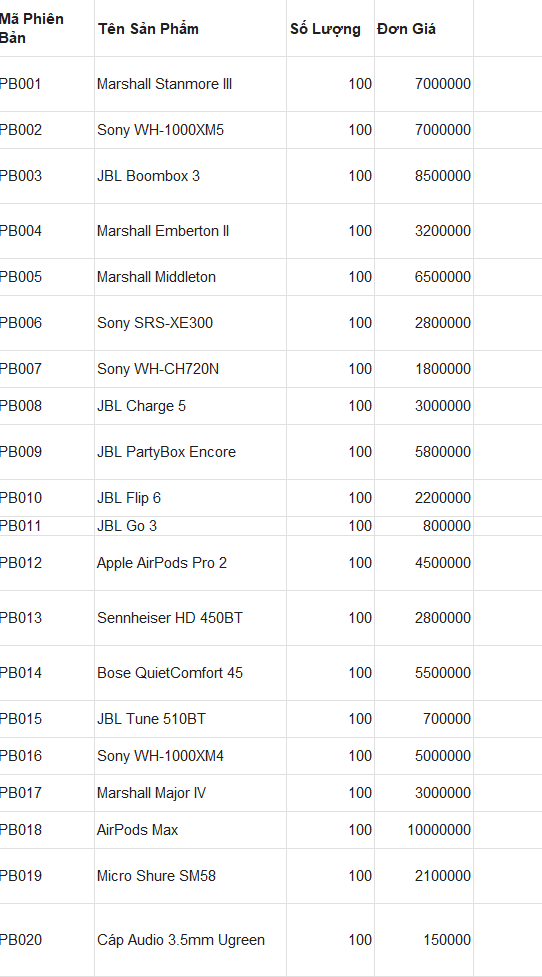 Mã Phiên Bản Tên Sản Phẩm Số Lượng Đơn Giá
PB001 Marshall Stanmore III 100 7000000
PB002 Sony WH-1000XM5 100 7000000
PB003 JBL Boombox 3 100 8500000
PB004 Marshall Emberton II 100 3200000
PB005 Marshall Middleton 100 6500000
PB006 Sony SRS-XE300 100 2800000
PB007 Sony WH-CH720N 100 1800000
PB008 JBL Charge 5 100 3000000
PB009 JBL PartyBox Encore 100 5800000
PB010 JBL Flip 6 100 2200000
PB011 JBL Go 3 100 800000
PB012 Apple AirPods Pro 2 100 4500000
PB013 Sennheiser HD 450BT 100 2800000
PB014 Bose QuietComfort 45 100 5500000
PB015 JBL Tune 510BT 100 700000
PB016 Sony WH-1000XM4 100 5000000
PB017 Marshall Major IV 100 3000000
PB018 AirPods Max 100 10000000
PB019 Micro Shure SM58 100 2100000
PB020 Cáp Audio 3.5mm Ugreen 100 150000